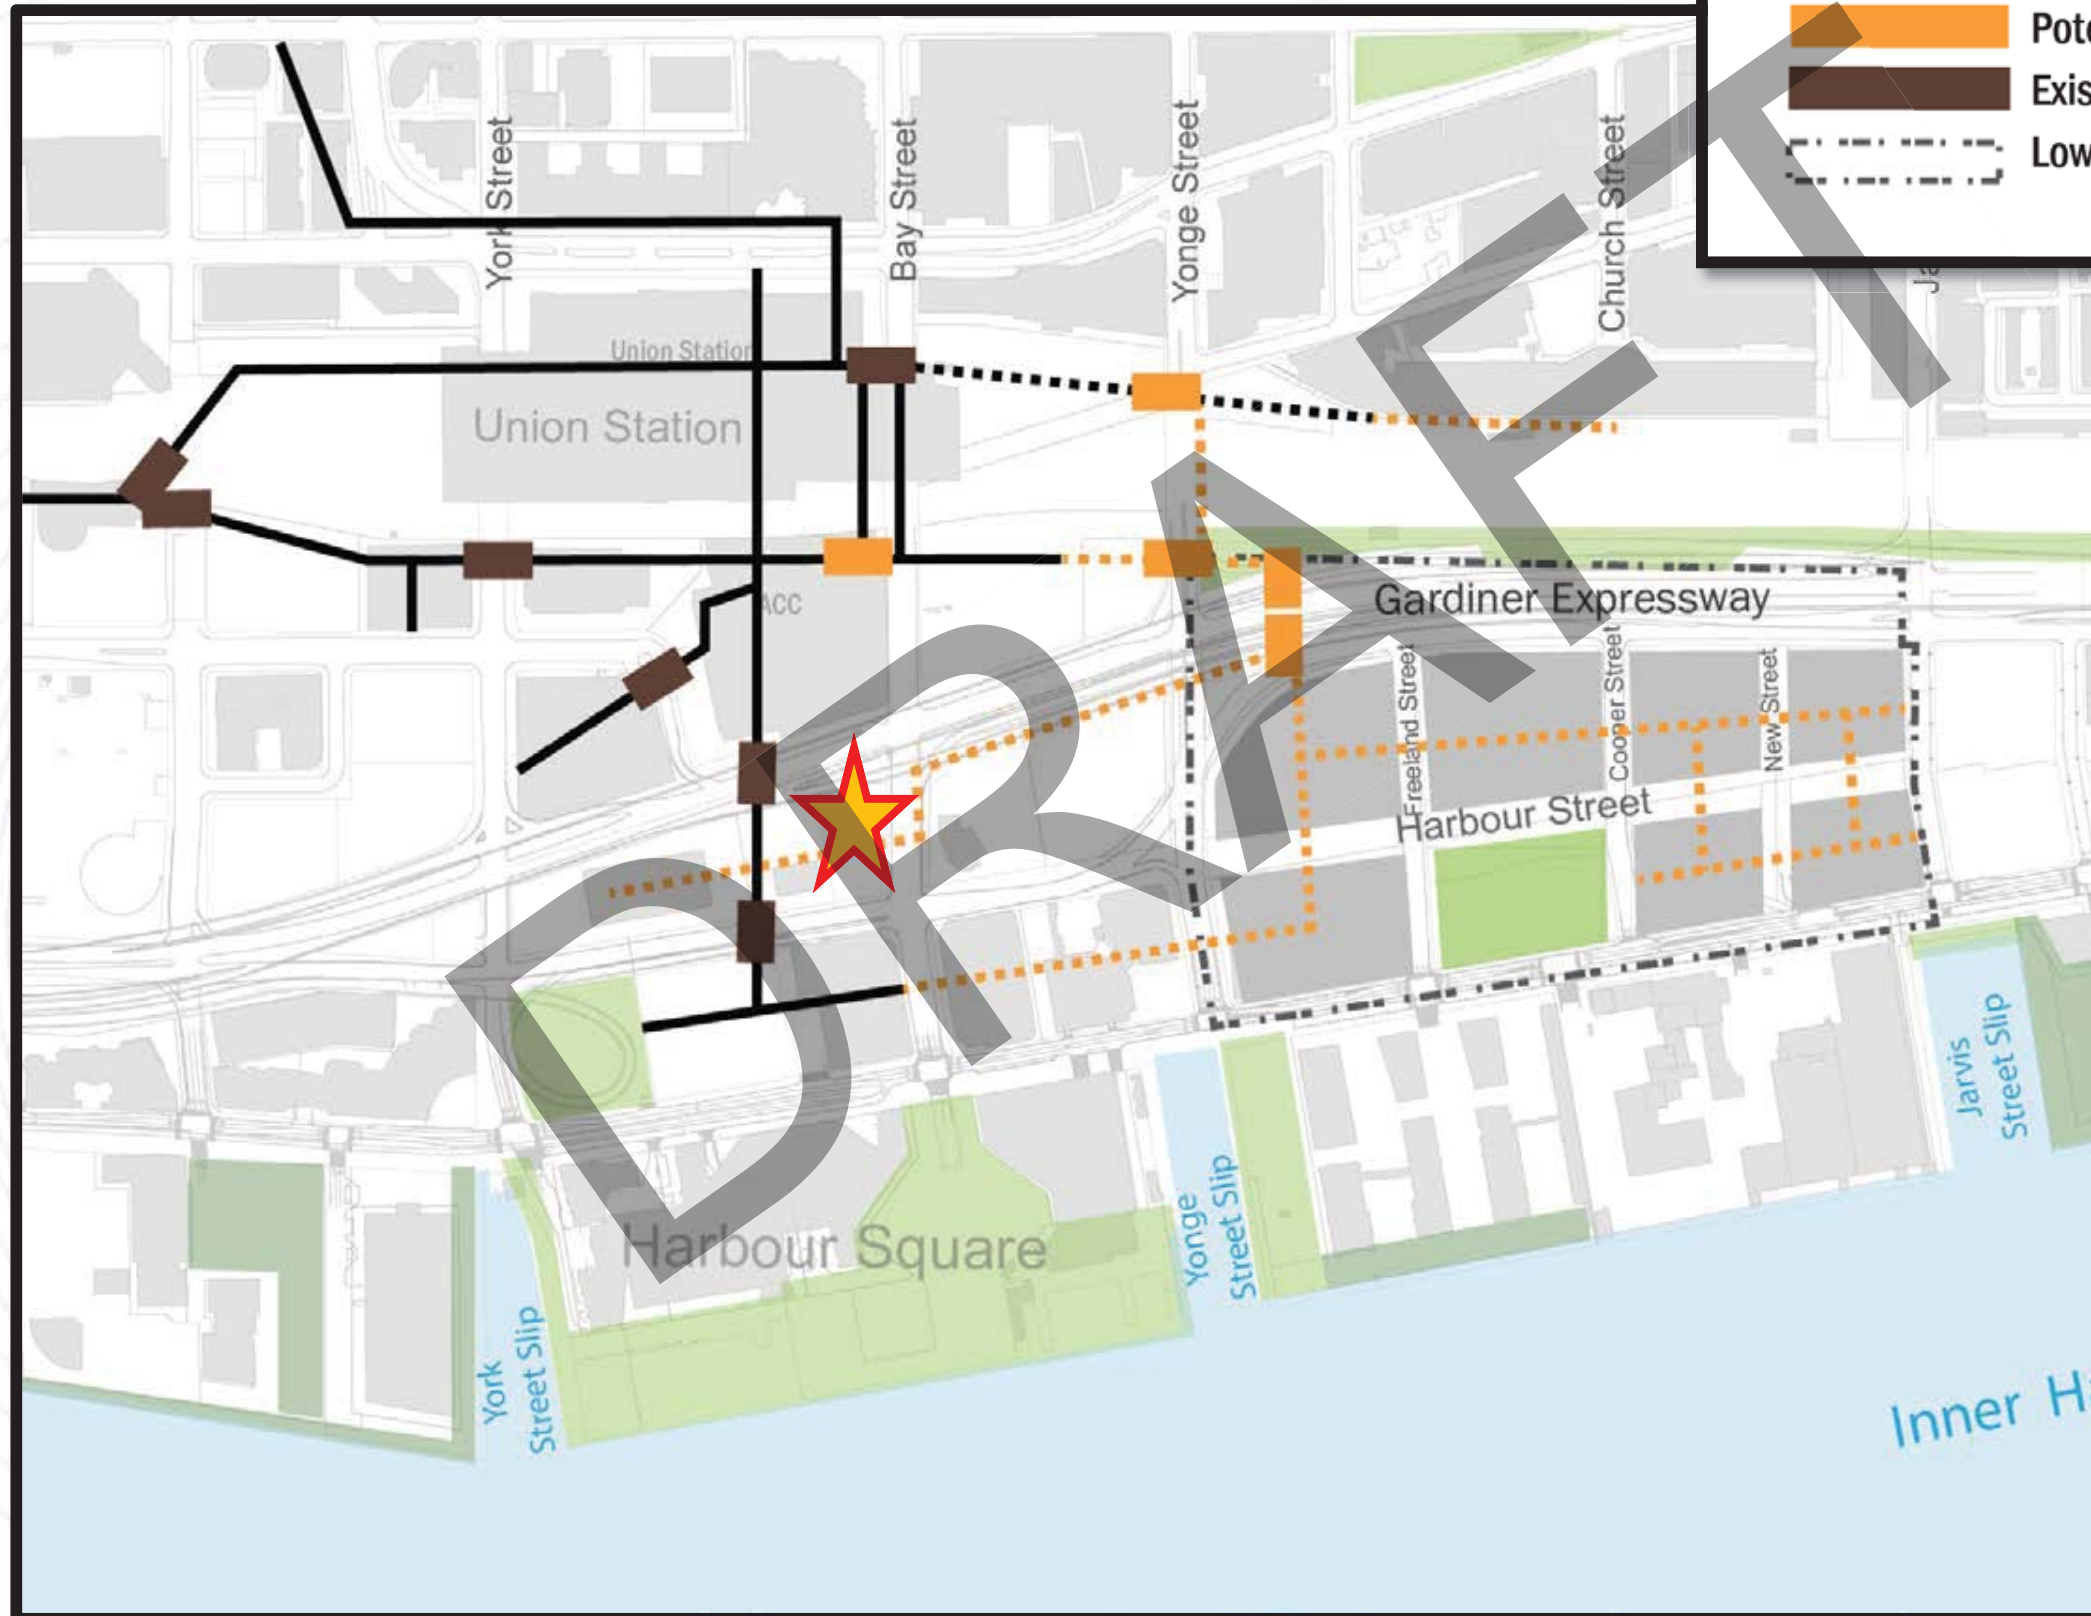 Pote
Exis
Low
York Street
Bay Street
Yonge Street
Church Street
Ja
Union Station
Union Station
ACC
Gardiner Expressway
Freeland Street
Cooper Street
New Street
Harbour Street
DRAFT
Harbour Square
York
Street Slip
Yonge
Street Slip
Jarvis
Street Slip
Inner Ha